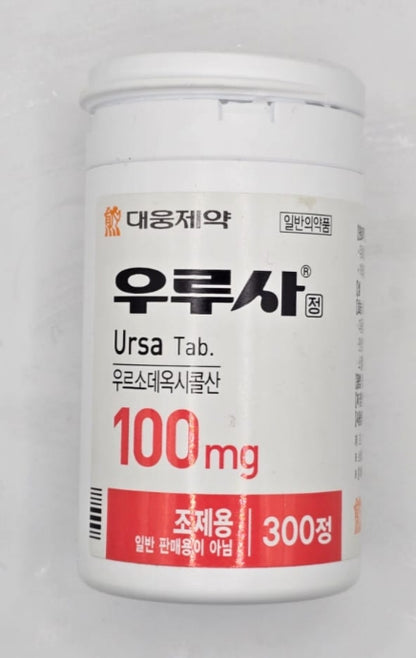 대웅제약
일반의약품
우루사® 정
Ursa Tab.
우르소데옥시콜산
100mg
조제용
일반 판매용이 아님
300정